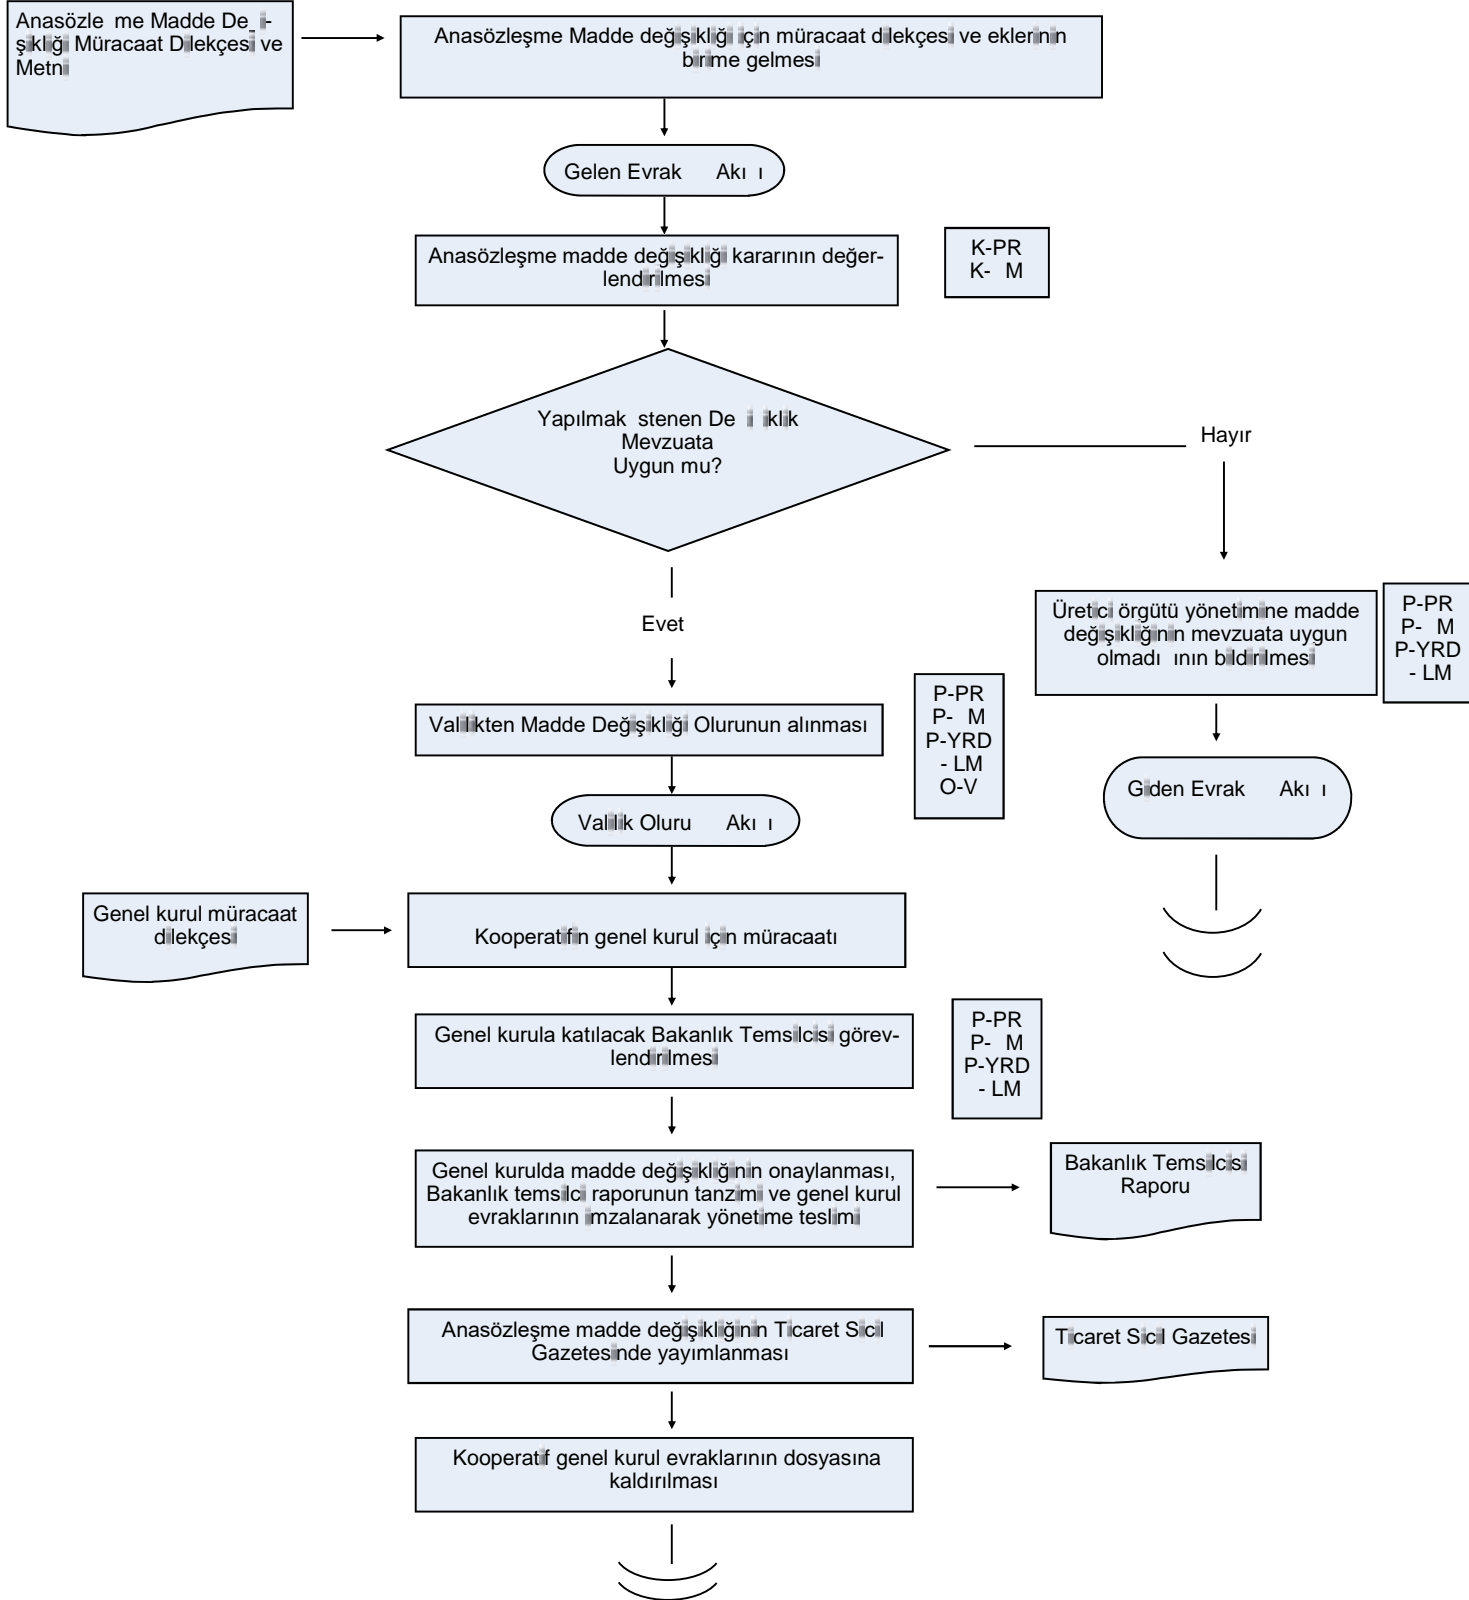 Anasözle me Madde De i-
şikliği Müracaat Dilekçesi ve
Metni
Anasözleşme Madde değişikliği için müracaat dilekçesi ve eklerinin
birime gelmesi
Gelen Evrak Akı ı
Anasözleşme madde değişikliği kararının değer-
lendirilmesi
K-PR
K- M
Yapılmak stenen De i iklik
Mevzuata
Uygun mu?
Hayır
Evet
Üretici örgütü yönetimine madde
değişikliğinin mevzuata uygun
olmadı ının bildirilmesi
P-PR
P- M
P-YRD
- LM
Valilikten Madde Değişikliği Olurunun alınması
P-PR
P- M
P-YRD
- LM
O-V
Giden Evrak Akı ı
Valilik Oluru Akı ı
Genel kurul müracaat
dilekçesi
Kooperatifin genel kurul için müracaatı
Genel kurula katılacak Bakanlık Temsilcisi görev-
lendirilmesi
P-PR
P- M
P-YRD
- LM
Genel kurulda madde değişikliğinin onaylanması,
Bakanlık temsilci raporunun tanzimi ve genel kurul
evraklarının imzalanarak yönetime teslimi
Bakanlık Temsilcisi
Raporu
Anasözleşme madde değişikliğinin Ticaret Sicil
Gazetesinde yayımlanması
Ticaret Sicil Gazetesi
Kooperatif genel kurul evraklarının dosyasına
kaldırılması